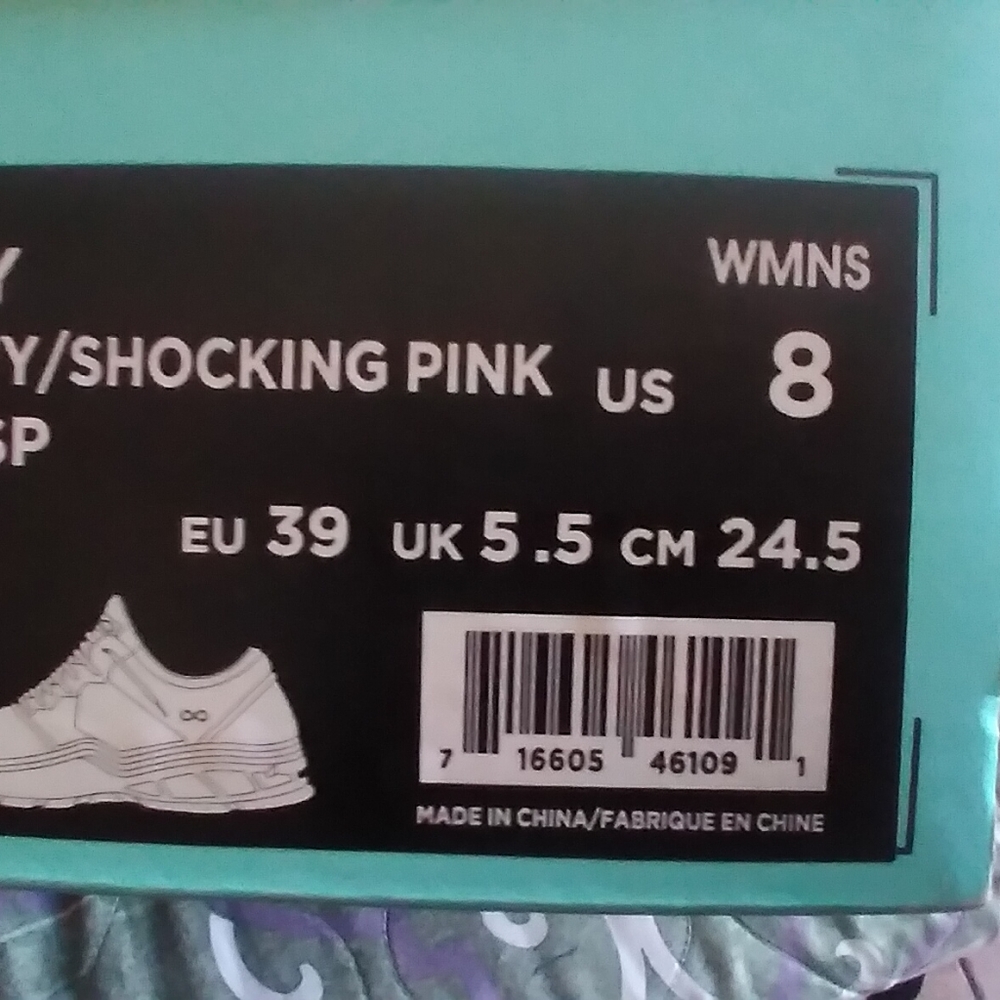 Y
WMNS
Y/SHOCKING PINK US 8
SP
EU 39 UK 5.5 CM 24.5
7 16605 46109 1
MADE IN CHINA/FABRIQUE EN CHINE